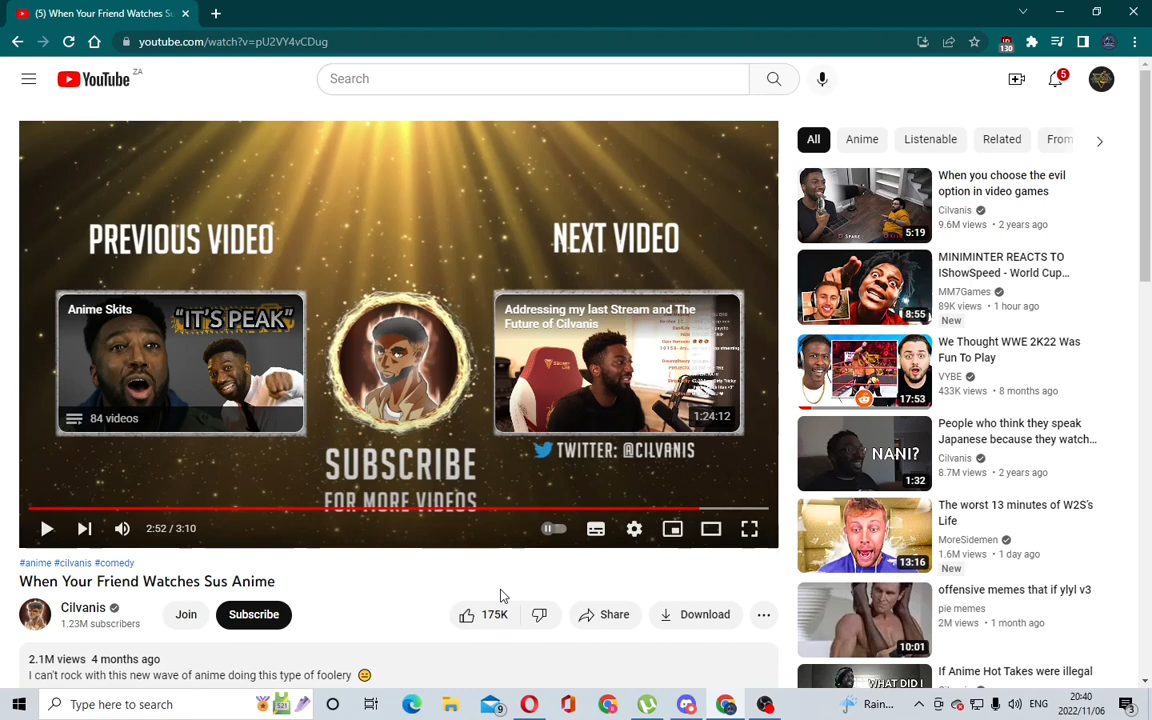 (5) When Your Friend Watches Su
youtube.com/watch?v=pU2VY4vCDug
130
YouTube ZA
Search
5
PREVIOUS VIDEO
NEXT VIDEO
Anime Skits
"IT'S PEAK"
84 videos
Addressing my last Stream and The
Future of Cilvanis
1:24:12
SUBSCRIBE
FOR MORE VIDEOS
TWITTER: @CILVANIS
2:52 / 3:10
#anime #cilvanis #comedy
When Your Friend Watches Sus Anime
Cilvanis
1.23M subscribers
Join
Subscribe
175K
Share
Download
2.1M views 4 months ago
I can't rock with this new wave of anime doing this type of foolery
All
Anime
Listenable
Related
From
When you choose the evil
option in video games
Cilvanis
9.6M views • 2 years ago
5:19
MINIMINTER REACTS TO
IShowSpeed - World Cup...
MM7Games
89K views • 1 hour ago
New
8:55
We Thought WWE 2K22 Was
Fun To Play
VYBE
433K views • 8 months ago
17:53
People who think they speak
Japanese because they watch...
Cilvanis
8.7M views • 2 years ago
NANI?
1:32
The worst 13 minutes of W2S's
Life
MoreSidemen
1.6M views • 1 day ago
New
13:16
offensive memes that if ylyl v3
pie memes
2M views • 1 month ago
10:01
If Anime Hot Takes were illegal
WHAT DID I
Type here to search
9
Rain...
ENG
20:40
2022/11/06
3